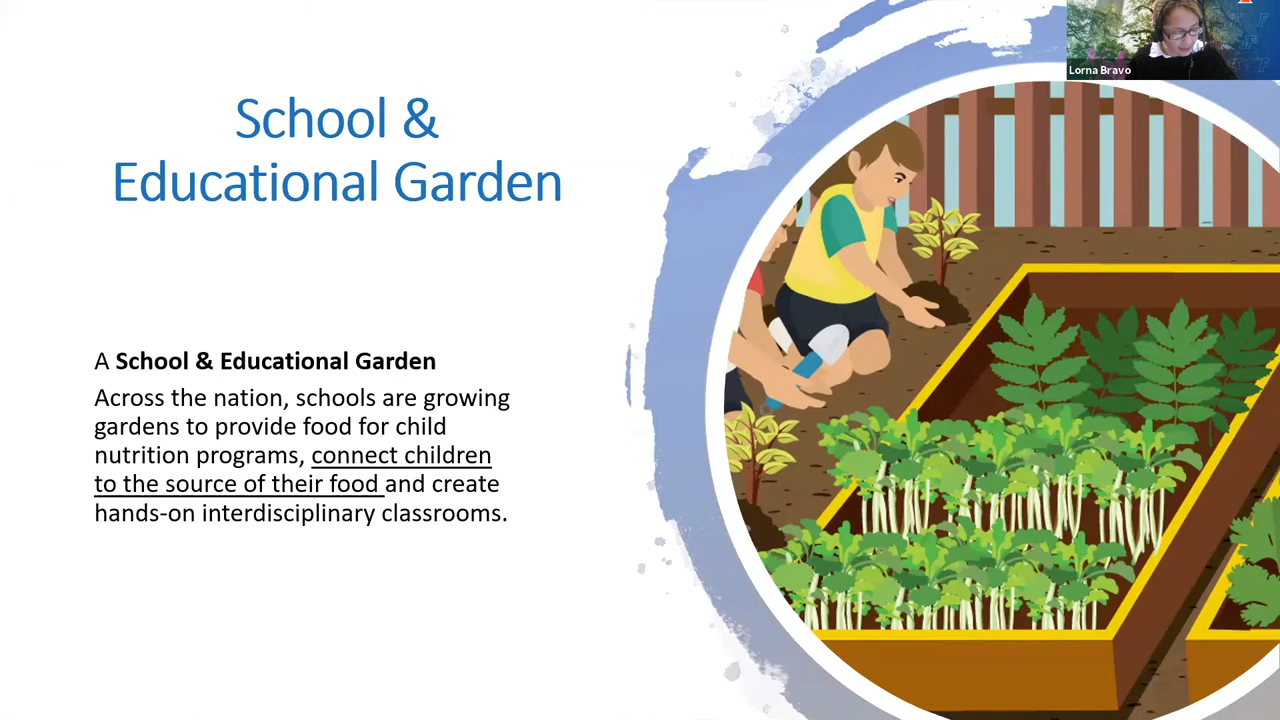 Lorna Bravo
School &
Educational Garden
A School & Educational Garden
Across the nation, schools are growing
gardens to provide food for child
nutrition programs, connect children
to the source of their food and create
hands-on interdisciplinary classrooms.